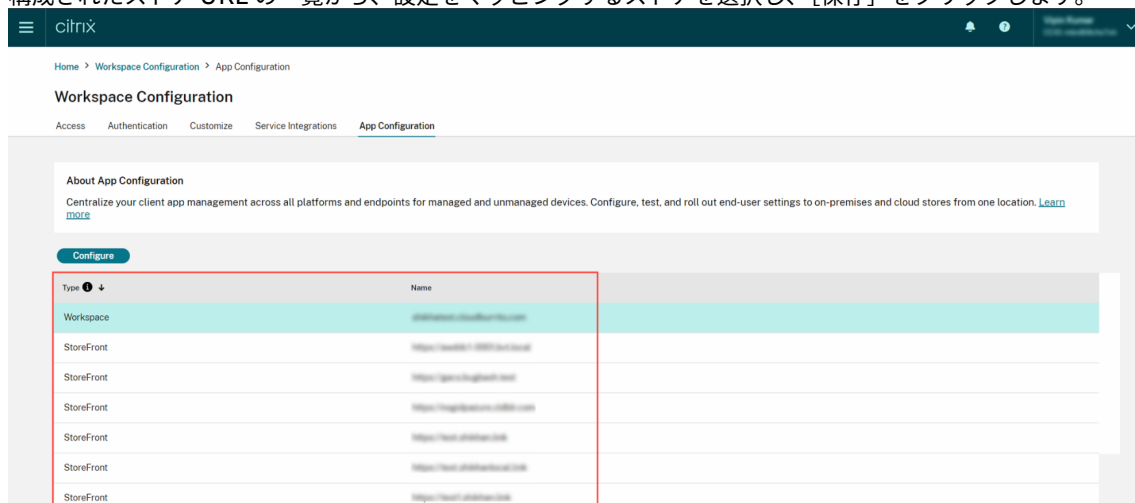 構成されたストア URL の一覧から、設定をマッピングするストアを選択し、[保存] をクリックします。
citrix
Home > Workspace Configuration > App Configuration
Workspace Configuration
Access Authentication Customize Service Integrations App Configuration
About App Configuration
Centralize your client app management across all platforms and endpoints for managed and unmanaged devices. Configure, test, and roll out end-user settings to on-premises and cloud stores from one location. Learn
more
Configure
Type Name
Workspace
StoreFront
StoreFront
StoreFront
StoreFront
StoreFront
StoreFront